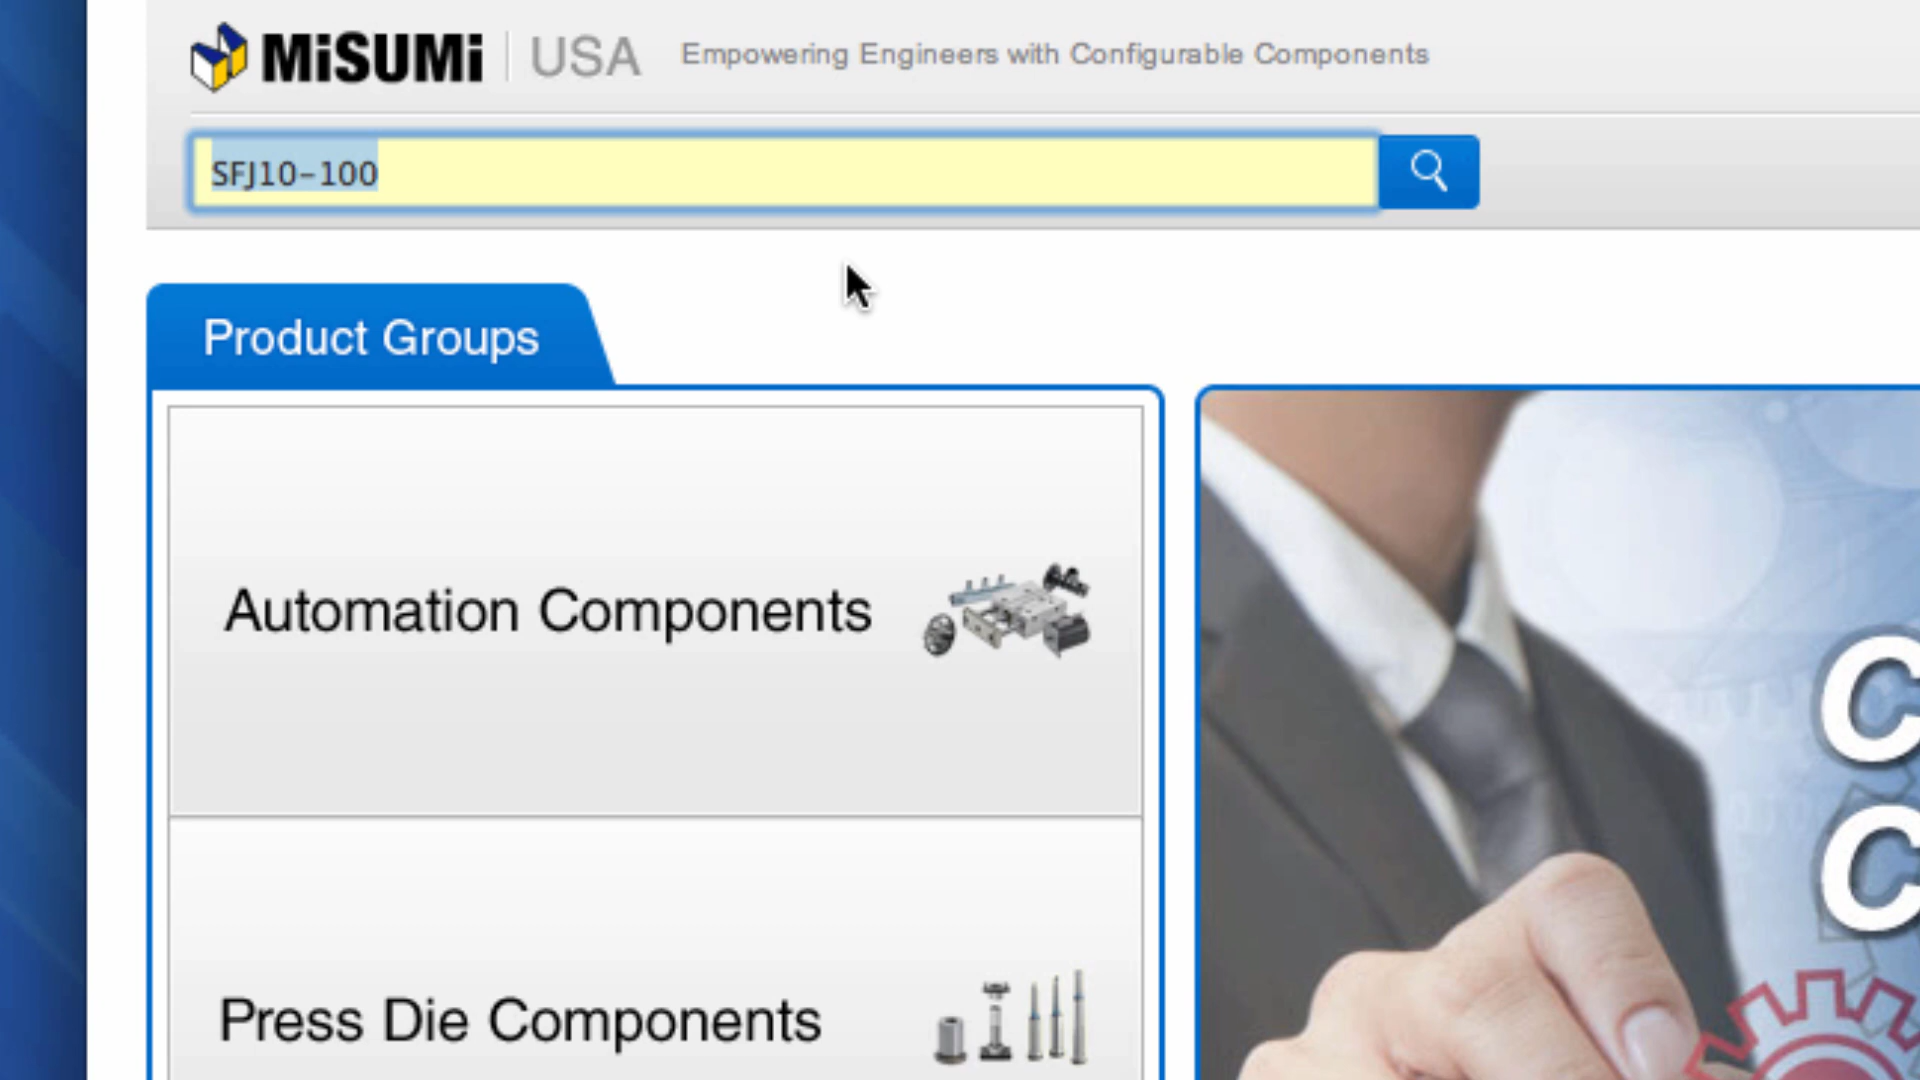 MiSUMi USA Empowering Engineers with Configurable Components
SFJ10-100
Product Groups
Automation Components
Press Die Components
C
C